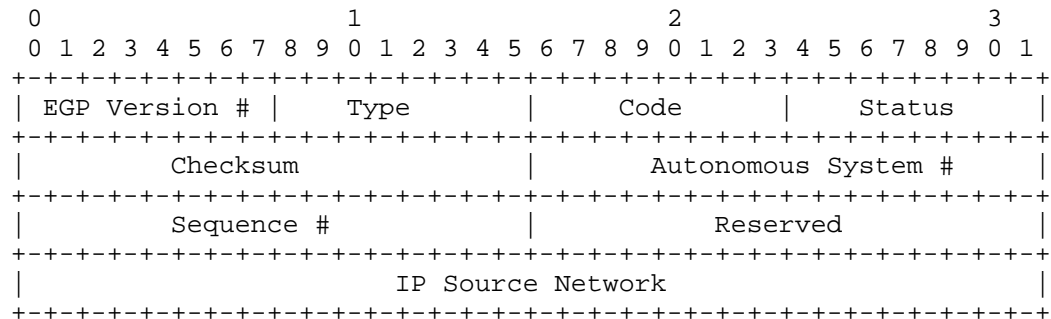 0                   1                   2                   3
 0 1 2 3 4 5 6 7 8 9 0 1 2 3 4 5 6 7 8 9 0 1 2 3 4 5 6 7 8 9 0 1
+-+-+-+-+-+-+-+-+-+-+-+-+-+-+-+-+-+-+-+-+-+-+-+-+-+-+-+-+-+-+-+-+
| EGP Version # |    Type       |     Code      |    Status     |
+-+-+-+-+-+-+-+-+-+-+-+-+-+-+-+-+-+-+-+-+-+-+-+-+-+-+-+-+-+-+-+-+
|         Checksum              |       Autonomous System #     |
+-+-+-+-+-+-+-+-+-+-+-+-+-+-+-+-+-+-+-+-+-+-+-+-+-+-+-+-+-+-+-+-+
|         Sequence #            |           Reserved            |
+-+-+-+-+-+-+-+-+-+-+-+-+-+-+-+-+-+-+-+-+-+-+-+-+-+-+-+-+-+-+-+-+
|                       IP Source Network                       |
+-+-+-+-+-+-+-+-+-+-+-+-+-+-+-+-+-+-+-+-+-+-+-+-+-+-+-+-+-+-+-+-+